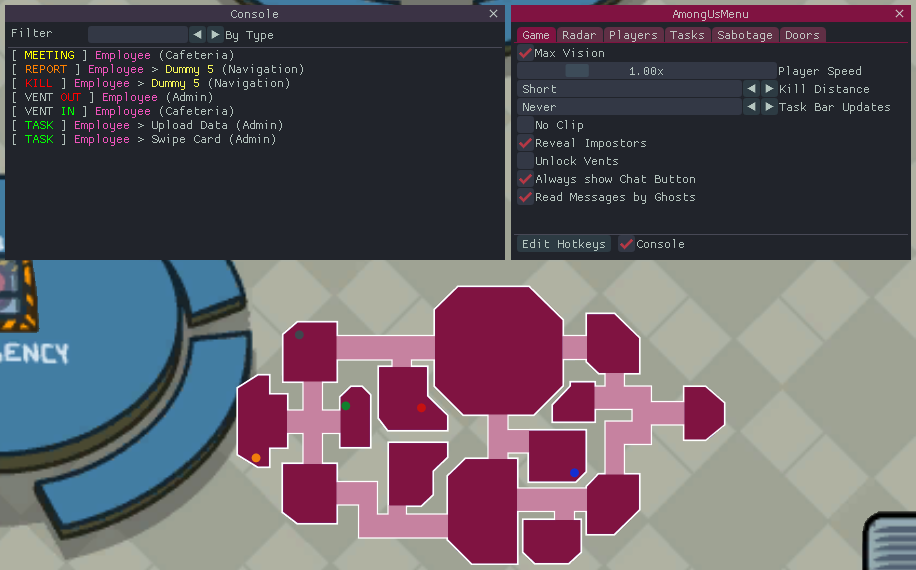 Console
Filter
By Type
[ MEETING ] Employee (Cafeteria)
[ REPORT ] Employee > Dummy 5 (Navigation)
[ KILL ] Employee > Dummy 5 (Navigation)
[ VENT OUT ] Employee (Admin)
[ VENT IN ] Employee (Cafeteria)
[ TASK ] Employee > Upload Data (Admin)
[ TASK ] Employee > Swipe Card (Admin)
AmongUsMenu
Game Radar Players Tasks Sabotage Doors
Max Vision
1.00x Player Speed
Short Kill Distance
Never Task Bar Updates
No Clip
Reveal Impostors
Unlock Vents
Always show Chat Button
Read Messages by Ghosts
Edit Hotkeys Console
ENCY